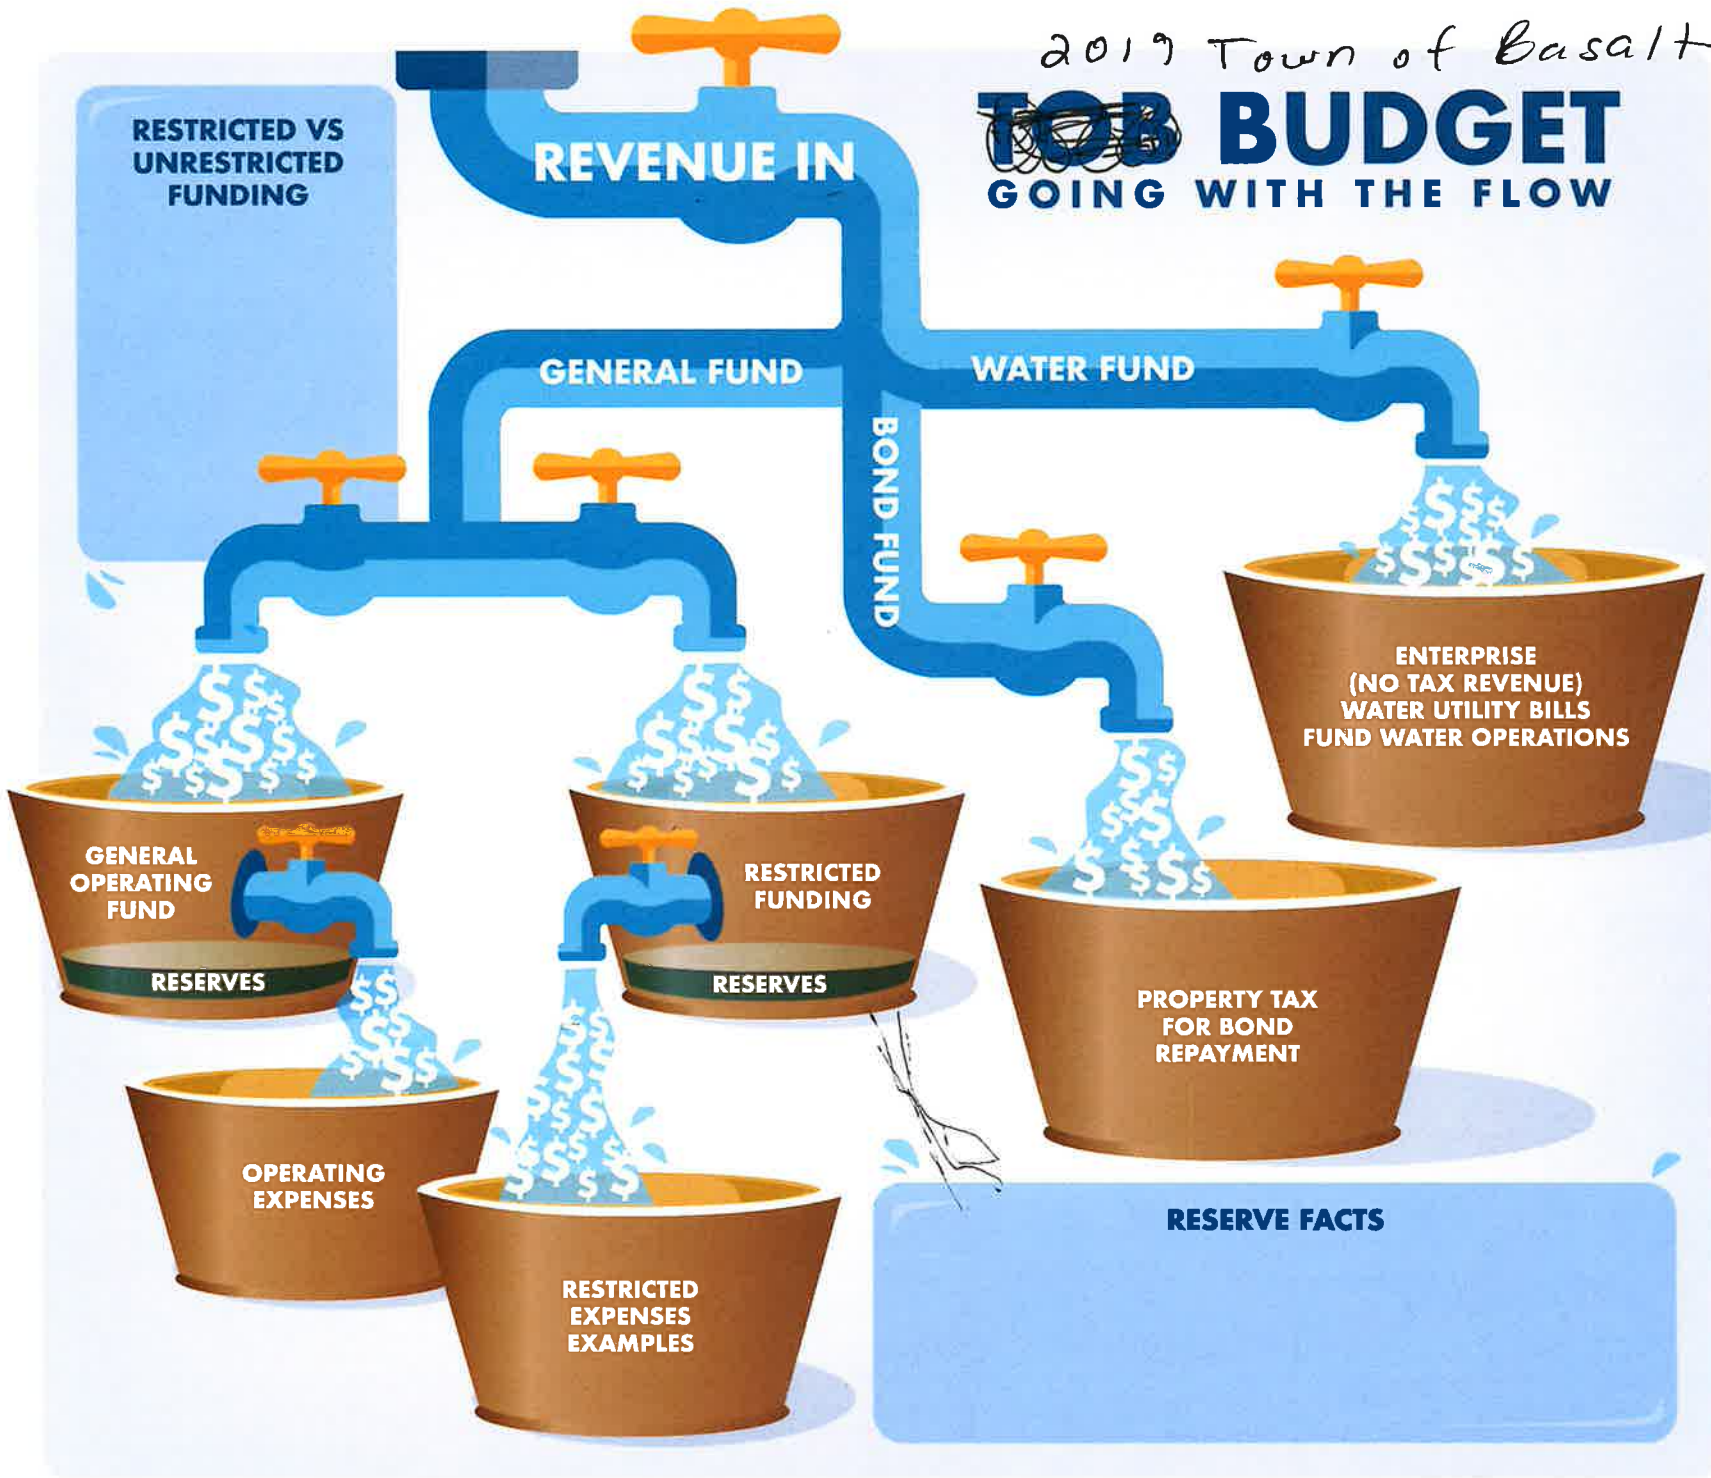 2019 Town of Basalt
TOB BUDGET
GOING WITH THE FLOW
RESTRICTED VS
UNRESTRICTED
FUNDING
REVENUE IN
GENERAL FUND
WATER FUND
BOND FUND
ENTERPRISE
(NO TAX REVENUE)
WATER UTILITY BILLS
FUND WATER OPERATIONS
GENERAL
OPERATING
FUND
RESERVES
RESTRICTED
FUNDING
RESERVES
PROPERTY TAX
FOR BOND
REPAYMENT
OPERATING
EXPENSES
RESTRICTED
EXPENSES
EXAMPLES
RESERVE FACTS